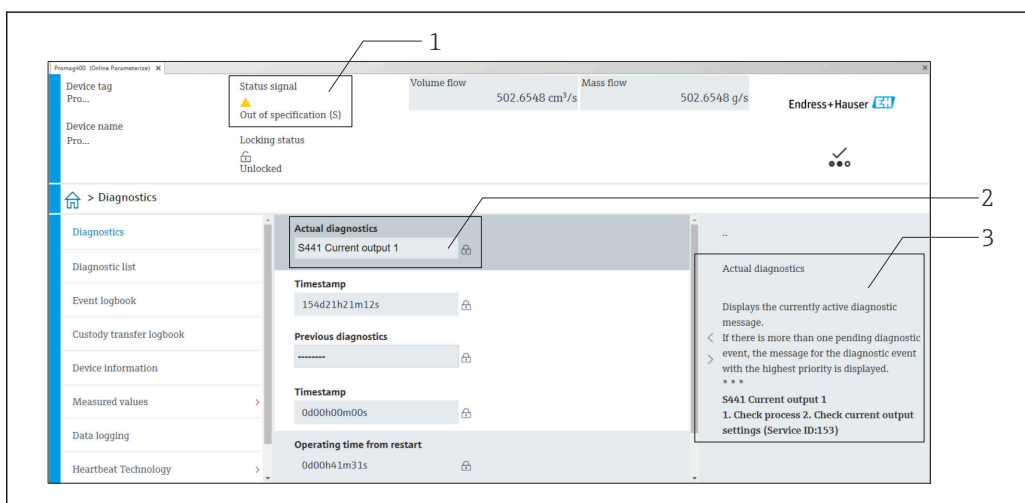 1
Promag400 (Online Parameterize) X
X
Device tag
Pro...
Status signal
Out of specification (S)
Volume flow
502.6548 cm³/s
Mass flow
502.6548 g/s
Endress+Hauser EH
Device name
Pro...
Locking status
Unlocked
> Diagnostics
2
3
Diagnostics
Diagnostic list
Event logbook
Custody transfer logbook
Device information
Measured values >
Data logging
Heartbeat Technology >
Actual diagnostics
S441 Current output 1
Timestamp
154d21h21m12s
Previous diagnostics
--------
Timestamp
0d00h00m00s
Operating time from restart
0d00h41m31s
..
Actual diagnostics
Displays the currently active diagnostic
message.
If there is more than one pending diagnostic
event, the message for the diagnostic event
with the highest priority is displayed.
* * *
S441 Current output 1
1. Check process 2. Check current output
settings (Service ID:153)